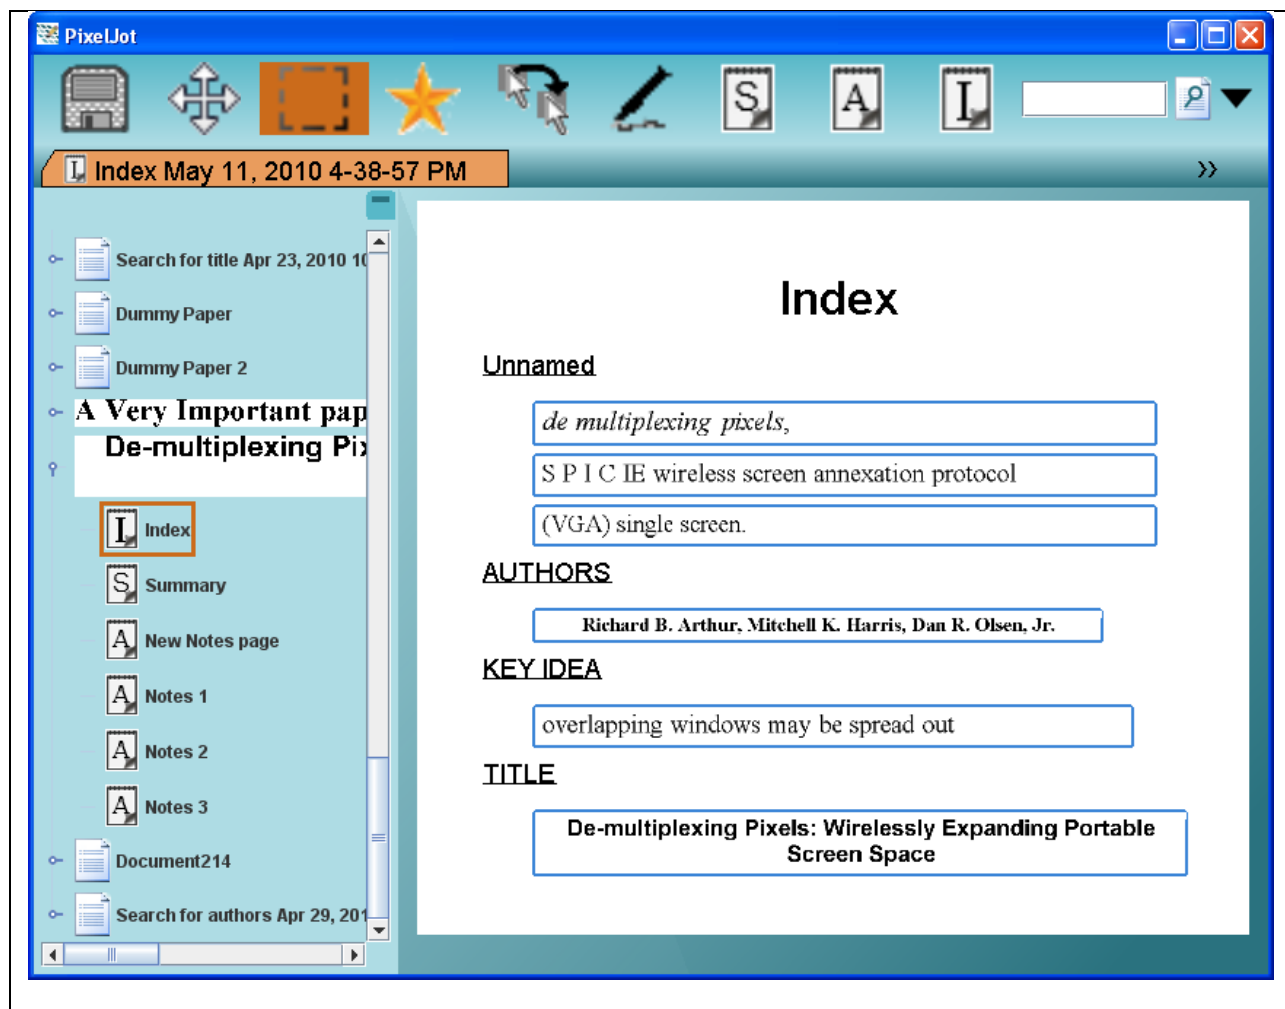 PixelJot
S A I
Index May 11, 2010 4-38-57 PM
Search for title Apr 23, 2010
Dummy Paper
Dummy Paper 2
A Very Important pap
De-multiplexing Pix
I Index
S Summary
A New Notes page
A Notes 1
A Notes 2
A Notes 3
Document214
Search for authors Apr 29, 201
Index
Unnamed
de multiplexing pixels,
S P I C IE wireless screen annexation protocol
(VGA) single screen.
AUTHORS
Richard B. Arthur, Mitchell K. Harris, Dan R. Olsen, Jr.
KEY IDEA
overlapping windows may be spread out
TITLE
De-multiplexing Pixels: Wirelessly Expanding Portable
Screen Space